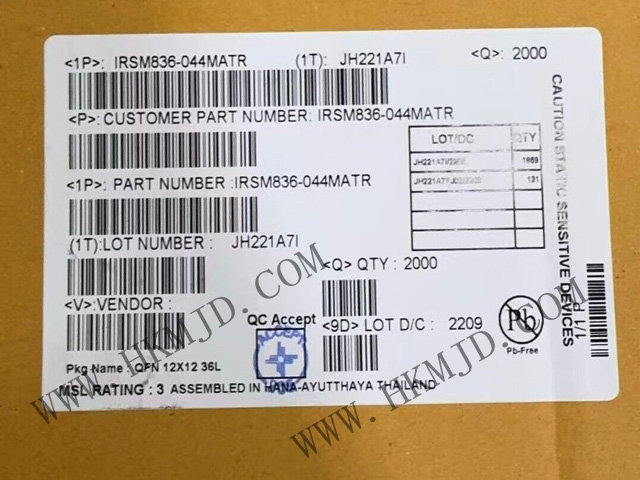 <1P>: IRSM836-044MATR (1T): JH221A7I <Q>: 2000
<P>: CUSTOMER PART NUMBER: IRSM836-044MATR
LOT/DC QTY
1869
131
<1P>: PART NUMBER :IRSM836-044MATR
(1T):LOT NUMBER : JH221A7I
<Q> QTY : 2000
<V>:VENDOR :
QC Accept
ACCEPT
<9D> LOT D/C : 2209
Pb
Pb-Free
Pkg Name : QFN 12X12 36L
MSL RATING : 3 ASSEMBLED IN HANA-AYUTTHAYA THAILAND
CAUTION STATIC SENSITIVE DEVICES
1/1 P
WWW.HKMJD.COM
WWW.HKMJD.COM